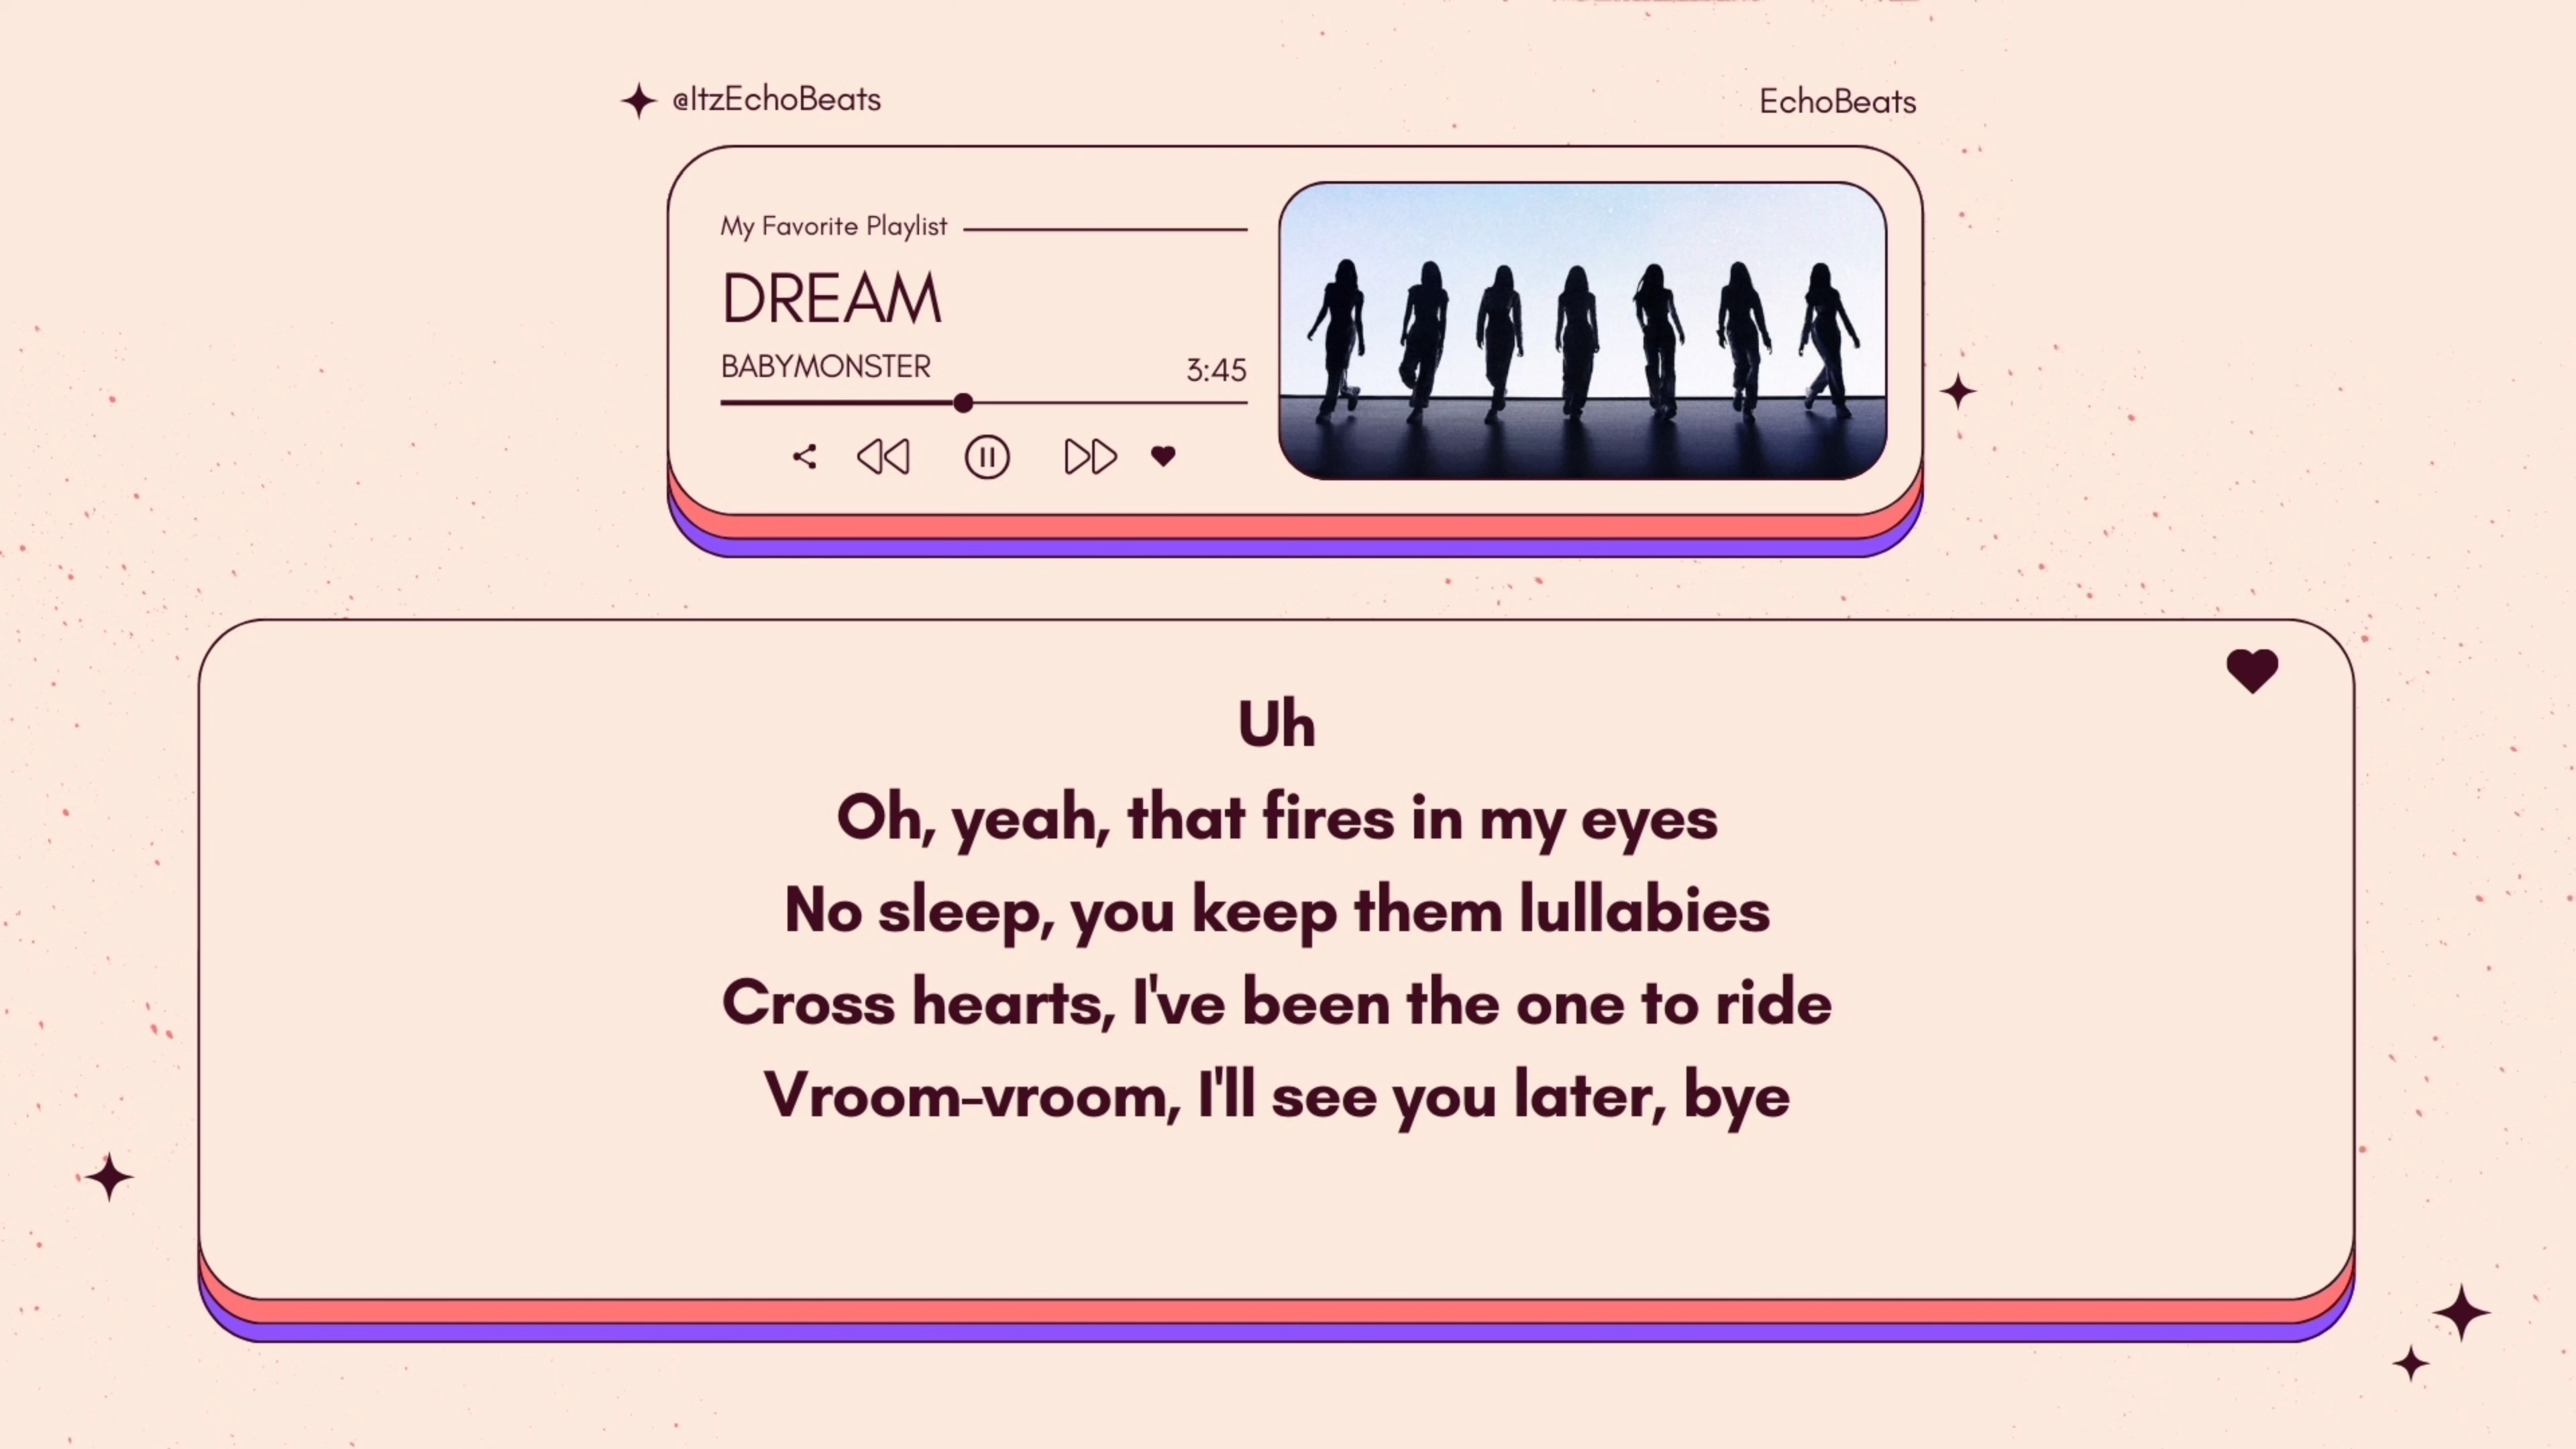 @ItzEchoBeats
EchoBeats
My Favorite Playlist
DREAM
BABYMONSTER
3:45
Uh
Oh, yeah, that fires in my eyes
No sleep, you keep them lullabies
Cross hearts, I've been the one to ride
Vroom-vroom, I'll see you later, bye